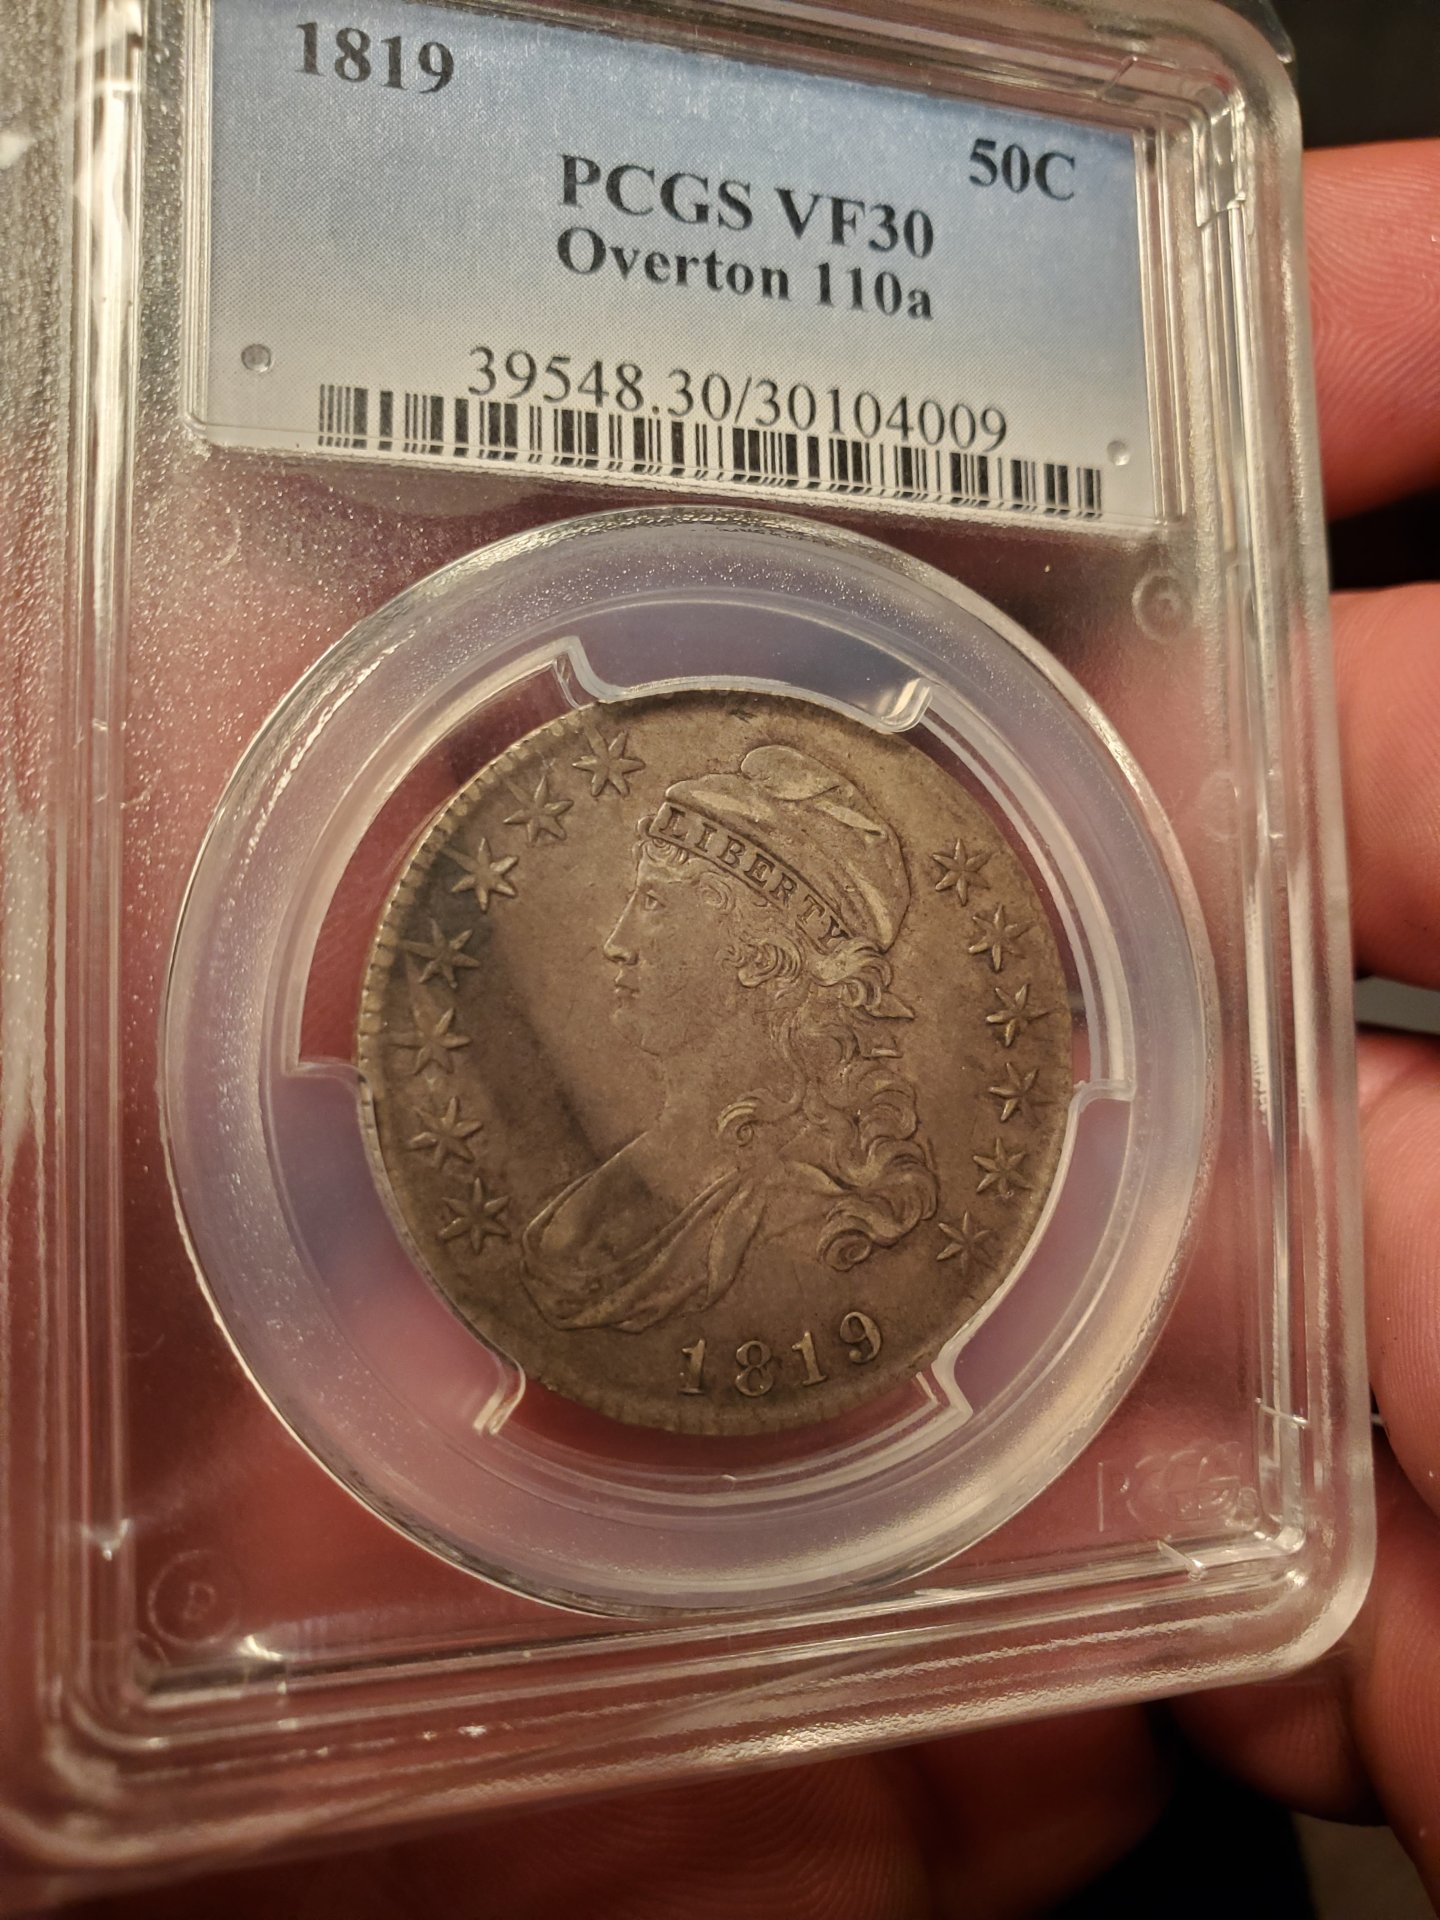 1819
50C
PCGS VF30
Overton 110a
39548.30/30104009
LIBERTY
1819